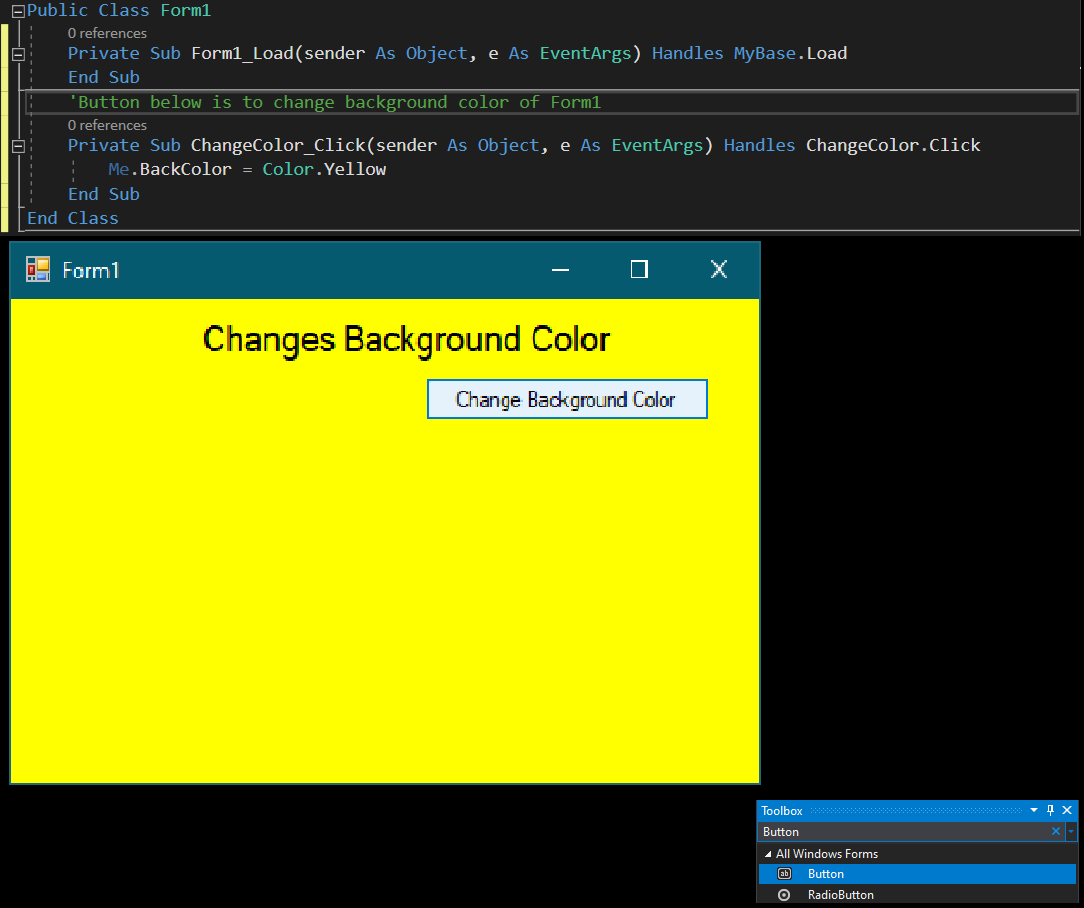 Public Class Form1
0 references
Private Sub Form1_Load(sender As Object, e As EventArgs) Handles MyBase.Load
End Sub
'Button below is to change background color of Form1
0 references
Private Sub ChangeColor_Click(sender As Object, e As EventArgs) Handles ChangeColor.Click
Me.BackColor = Color.Yellow
End Sub
End Class
Form1
Changes Background Color
Change Background Color
Toolbox
Button
All Windows Forms
ab Button
RadioButton